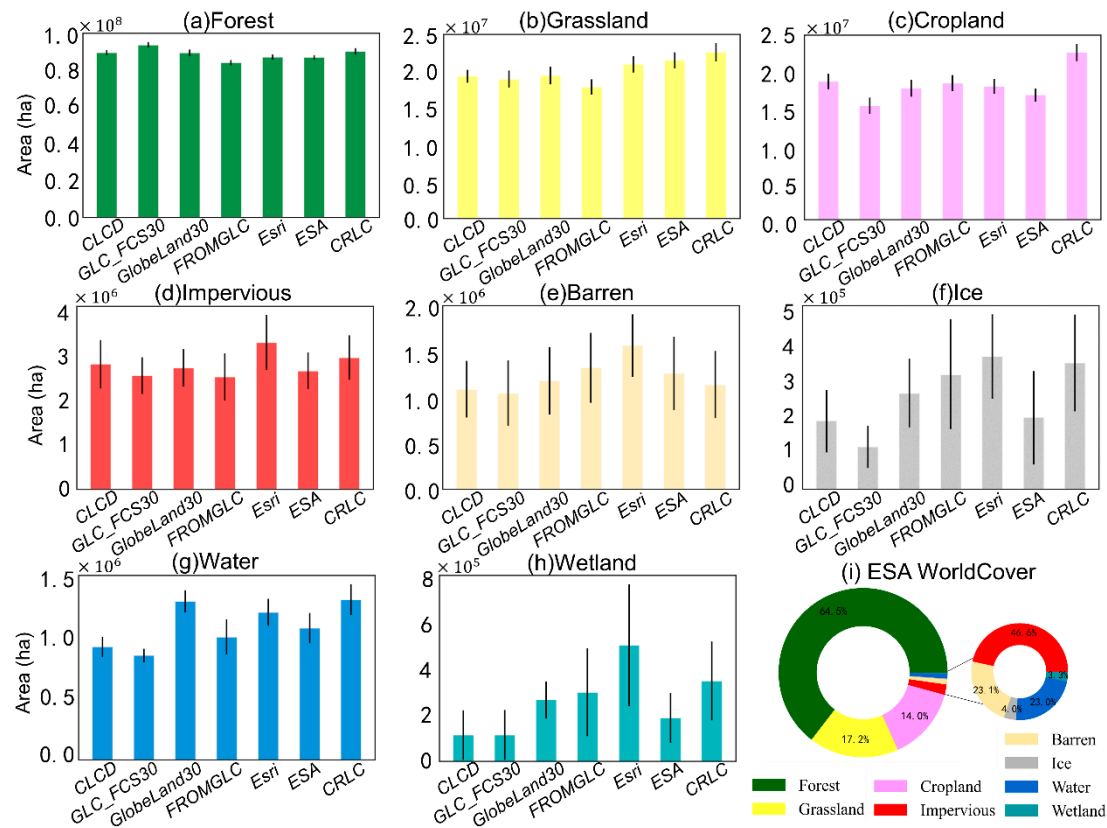 (a)Forest
× 10⁸
Area (ha)
1. 0
0. 8
0. 6
0. 4
0. 2
0. 0
CLCD
GLC_FCS30
GlobeLand30
FROMGLC
Esri
ESA
CRLC
(b)Grassland
× 10⁷
2. 5
2. 0
1. 5
1. 0
0. 5
0. 0
CLCD
GLC_FCS30
GlobeLand30
FROMGLC
Esri
ESA
CRLC
(c)Cropland
× 10⁷
2. 5
2. 0
1. 5
1. 0
0. 5
0. 0
CLCD
GLC_FCS30
GlobeLand30
FROMGLC
Esri
ESA
CRLC
(d)Impervious
× 10⁶
Area (ha)
4
3
2
1
0
CLCD
GLC_FCS30
GlobeLand30
FROMGLC
Esri
ESA
CRLC
(e)Barren
× 10⁶
2. 0
1. 5
1. 0
0. 5
0. 0
CLCD
GLC_FCS30
GlobeLand30
FROMGLC
Esri
ESA
CRLC
(f)Ice
× 10⁵
5
4
3
2
1
0
CLCD
GLC_FCS30
GlobeLand30
FROMGLC
Esri
ESA
CRLC
(g)Water
× 10⁶
Area (ha)
1. 5
1. 0
0. 5
0. 0
CLCD
GLC_FCS30
GlobeLand30
FROMGLC
Esri
ESA
CRLC
(h)Wetland
× 10⁵
8
6
4
2
0
CLCD
GLC_FCS30
GlobeLand30
FROMGLC
Esri
ESA
CRLC
(i) ESA WorldCover
64. 5%
17. 2%
14. 0%
46. 6%
3. 3%
23. 1%
4. 0%
23. 0%
Barren
Ice
Forest
Cropland
Water
Grassland
Impervious
Wetland